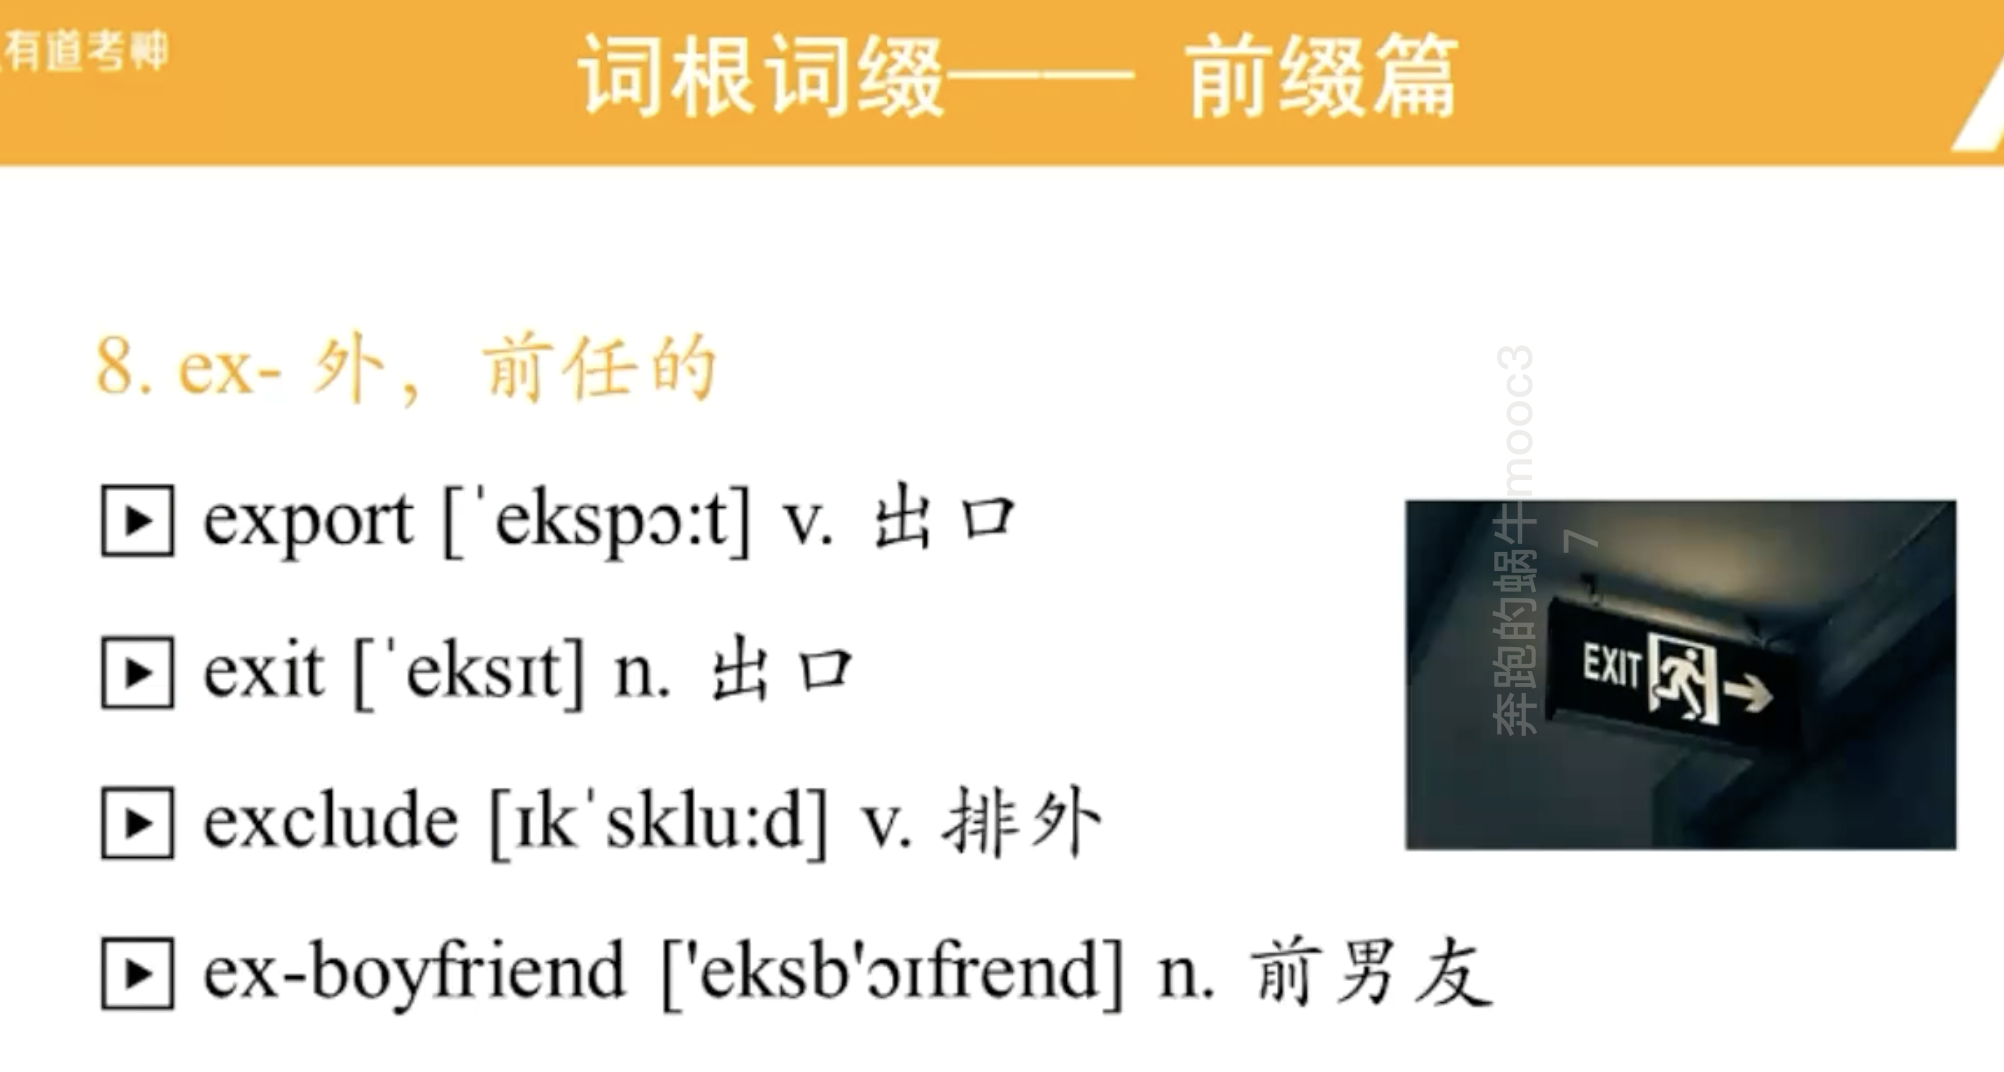 有道考神
词根词缀—— 前缀篇
8. ex- 外，前任的
export [ˈekspɔ:t] v. 出口
exit [ˈeksɪt] n. 出口
exclude [ɪkˈsklu:d] v. 排外
ex-boyfriend ['eksb'ɔɪfrend] n. 前男友
EXIT
奔跑的蜗牛mooc3
7